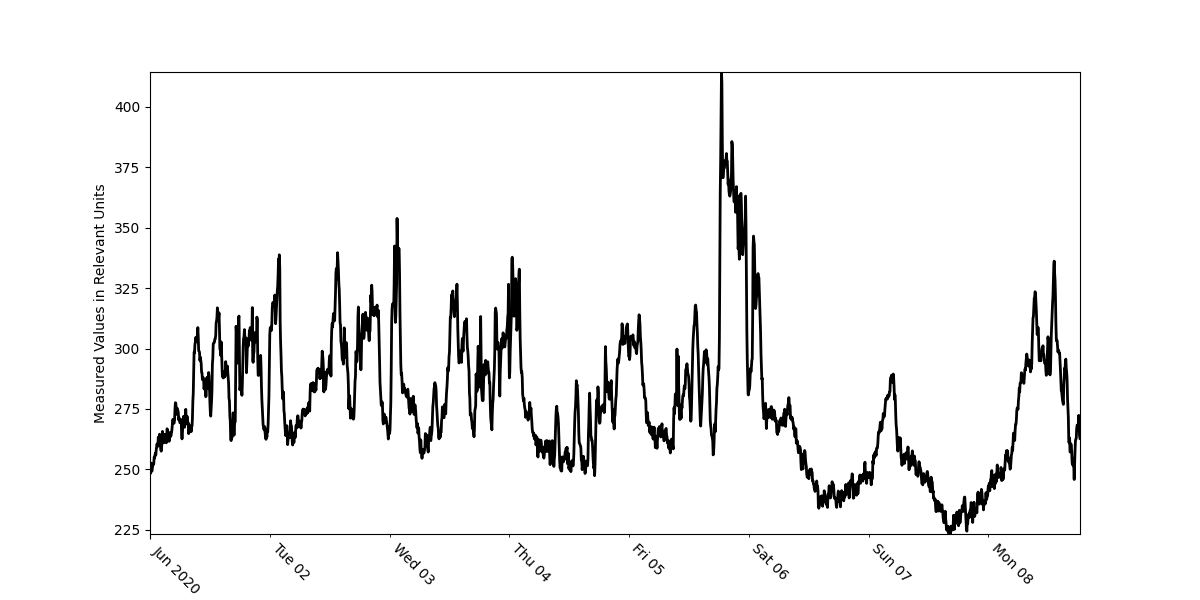 400
375
350
325
300
275
250
225
Measured Values in Relevant Units
Jun 2020
Tue 02
Wed 03
Thu 04
Fri 05
Sat 06
Sun 07
Mon 08